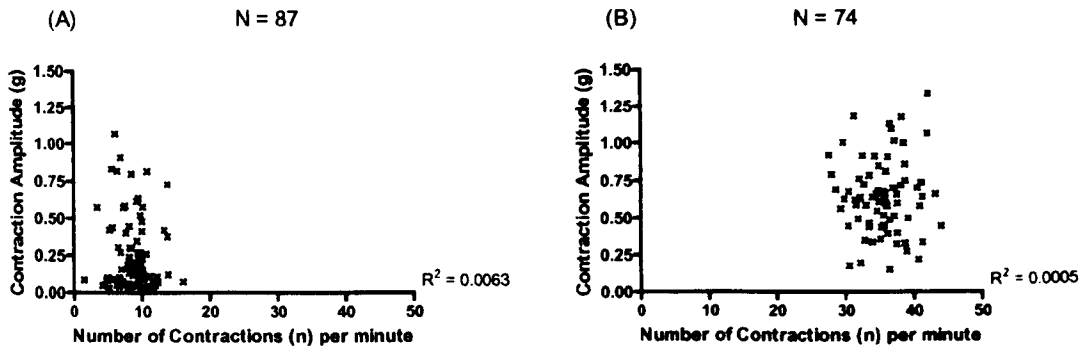 (A) N = 87
1.50
1.25
1.00
0.75
0.50
0.25
0.00
Contraction Amplitude (g)
0 10 20 30 40 50
R² = 0.0063
Number of Contractions (n) per minute
(B) N = 74
1.50
1.25
1.00
0.75
0.50
0.25
0.00
Contraction Amplitude (g)
0 10 20 30 40 50
R² = 0.0005
Number of Contractions (n) per minute